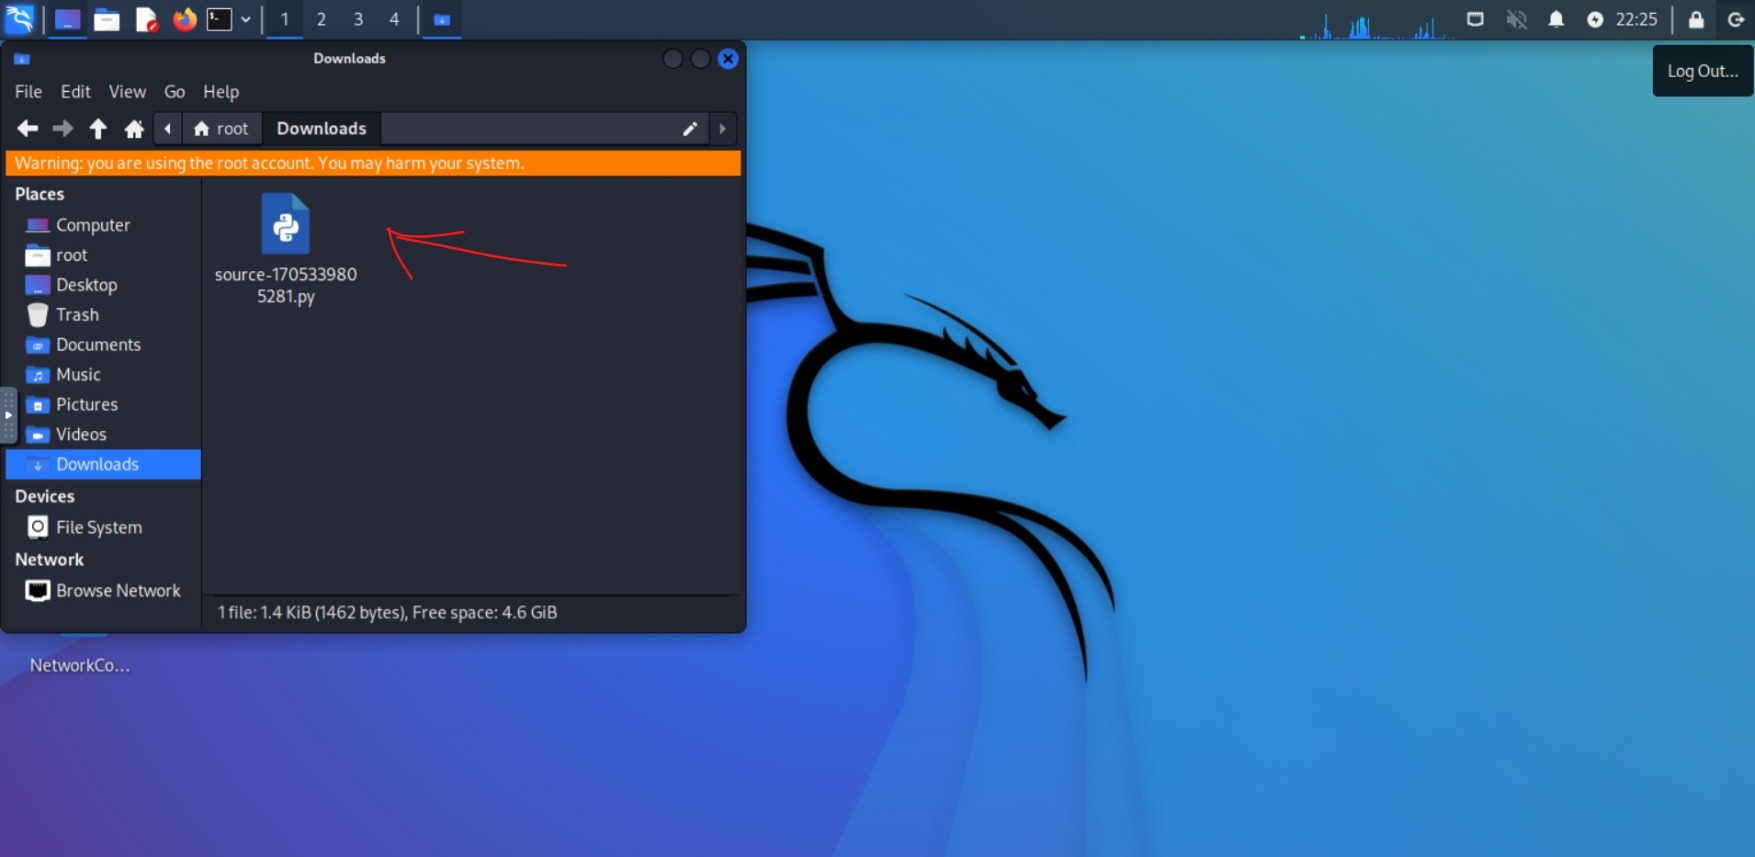 1 2 3 4
22:25
Downloads
Log Out...
File Edit View Go Help
root Downloads
Warning: you are using the root account. You may harm your system.
Places
Computer
root
Desktop
Trash
Documents
Music
Pictures
Videos
Downloads
Devices
File System
Network
Browse Network
source-170533980
5281.py
1 file: 1.4 KiB (1462 bytes), Free space: 4.6 GiB
NetworkCo...